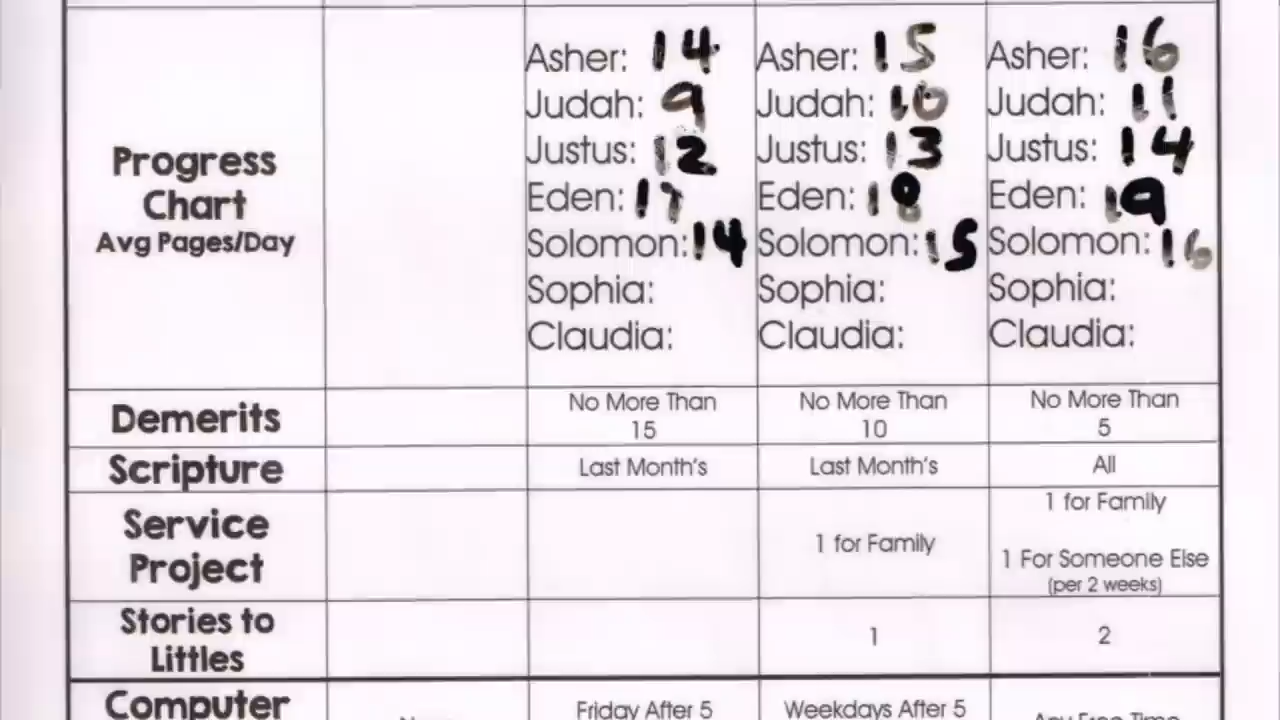 Progress
Chart
Avg Pages/Day
Asher: 14
Judah: 9
Justus: 12
Eden: 17
Solomon: 14
Sophia:
Claudia:
Asher: 15
Judah: 10
Justus: 13
Eden: 18
Solomon: 15
Sophia:
Claudia:
Asher: 16
Judah: 11
Justus: 14
Eden: 19
Solomon: 16
Sophia:
Claudia:
Demerits
No More Than
15
No More Than
10
No More Than
5
Scripture
Last Month's
Last Month's
All
Service
Project
1 for Family
1 for Family
1 For Someone Else
(per 2 weeks)
Stories to
Littles
1
2
Computer
Friday After 5
Weekdays After 5
Any Free Time